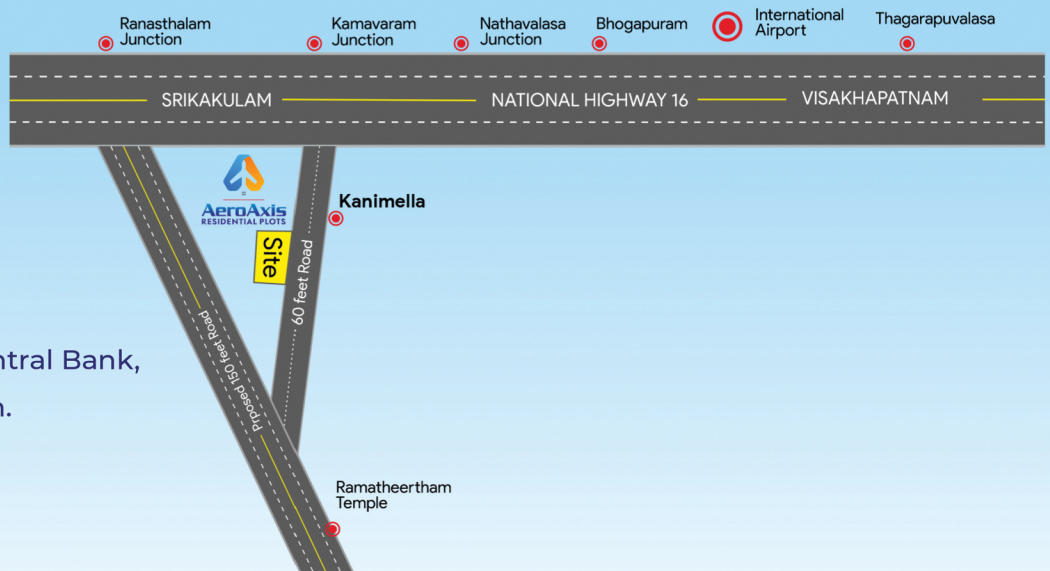 Ranasthalam
Junction
Kamavaram
Junction
Nathavalasa
Junction
Bhogapuram
International
Airport
Thagarapuvalasa
SRIKAKULAM
NATIONAL HIGHWAY 16
VISAKHAPATNAM
AeroAxis
RESIDENTIAL PLOTS
Kanimella
Site
60 feet Road
Prposed 150 feet Road
ntral Bank,
n.
Ramatheertham
Temple